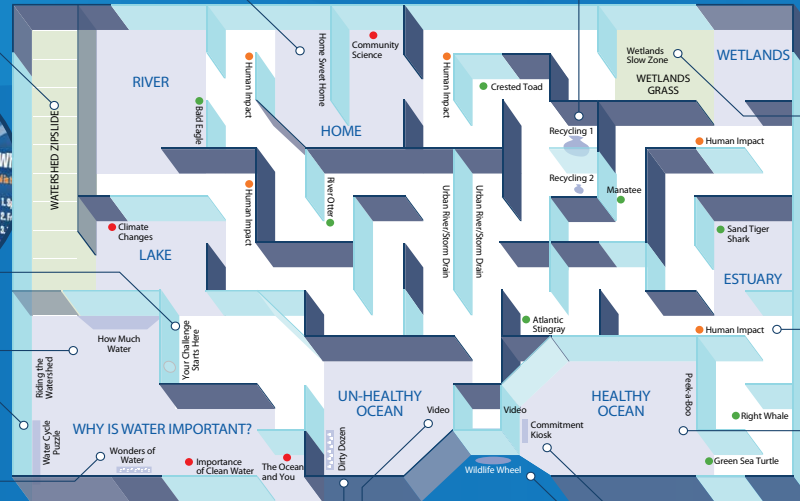 RIVER
Human Impact
Home Sweet Home
Community
Science
HOME
Human Impact
Crested Toad
Wetlands
Slow Zone
WETLANDS
GRASS
WETLANDS
WATERSHED ZIPSLIDE
Bald Eagle
Recycling 1
Human Impact
Recycling 2
Human Impact
River Otter
Urban River/Storm Drain
Urban River/Storm Drain
Manatee
Climate
Changes
LAKE
Sand Tiger
Shark
ESTUARY
How Much
Water
Your Challenge
Starts Here
Atlantic
Stingray
Human Impact
Riding the
Watershed
UN-HEALTHY
OCEAN
HEALTHY
OCEAN
Peek-a-Boo
Video
Video
Right Whale
WHY IS WATER IMPORTANT?
Water Cycle
Puzzle
Wonders of
Water
Importance
of Clean Water
The Ocean
and You
Dirty Dozen
Commitment
Kiosk
Wildlife Wheel
Green Sea Turtle